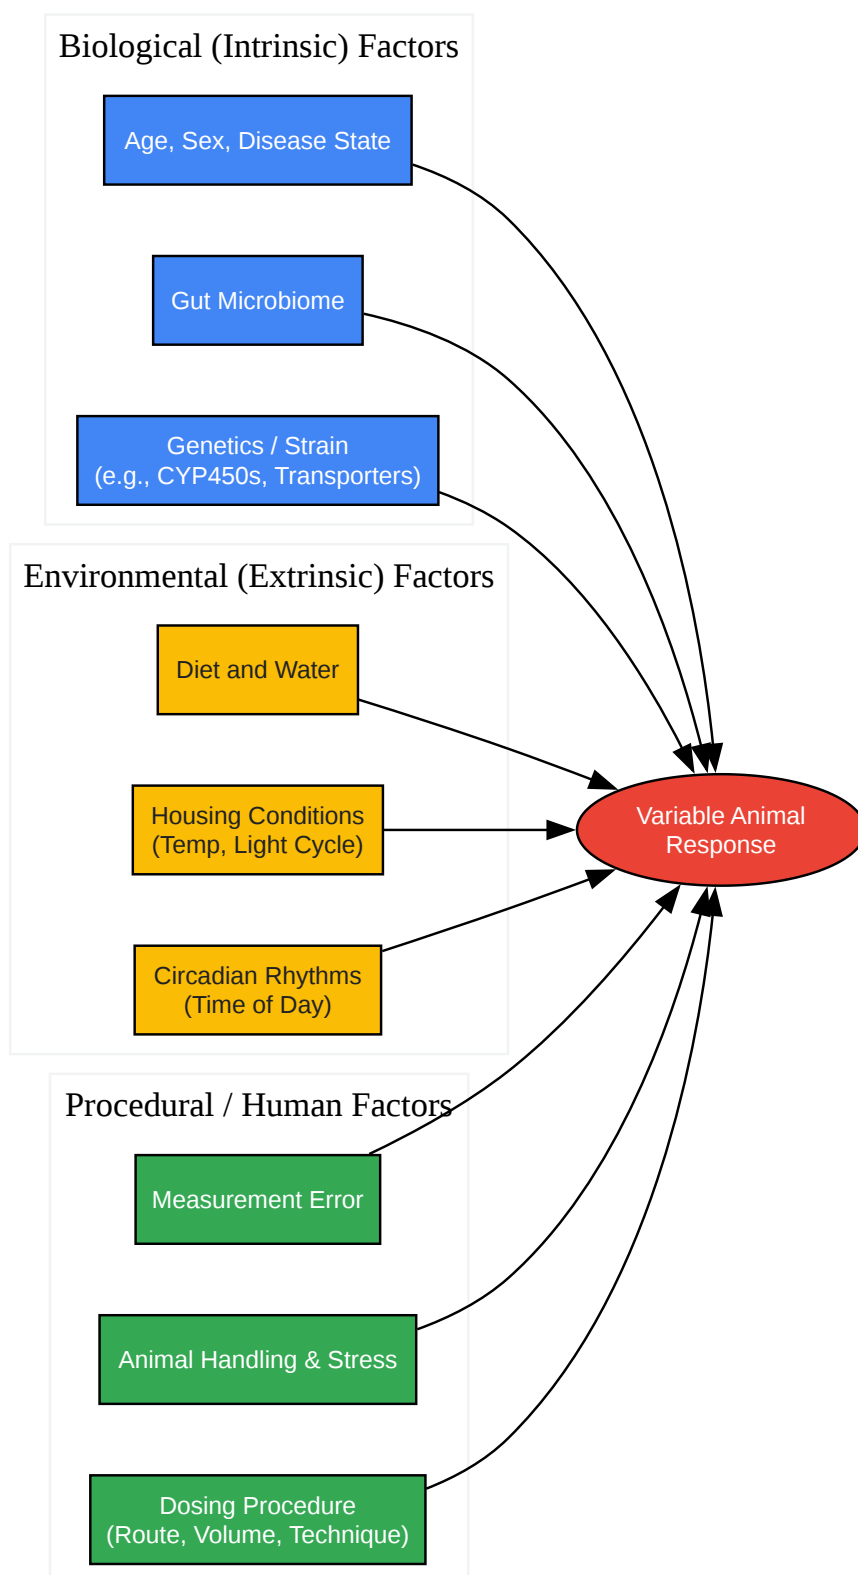 Biological (Intrinsic) Factors
Age, Sex, Disease State
Gut Microbiome
Genetics / Strain
(e.g., CYP450s, Transporters)
Environmental (Extrinsic) Factors
Diet and Water
Housing Conditions
(Temp, Light Cycle)
Variable Animal
Response
Circadian Rhythms
(Time of Day)
Procedural / Human Factors
Measurement Error
Animal Handling & Stress
Dosing Procedure
(Route, Volume, Technique)